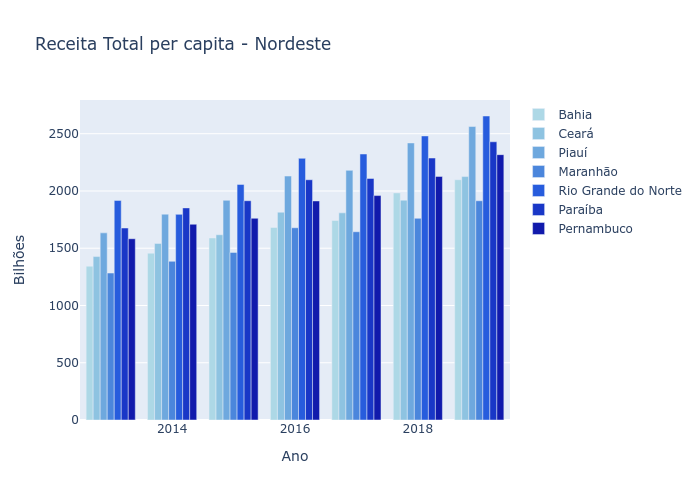 Receita Total per capita - Nordeste
Bilhões
2500
2000
1500
1000
500
0
2014
2016
2018
Ano
Bahia
Ceará
Piauí
Maranhão
Rio Grande do Norte
Paraíba
Pernambuco